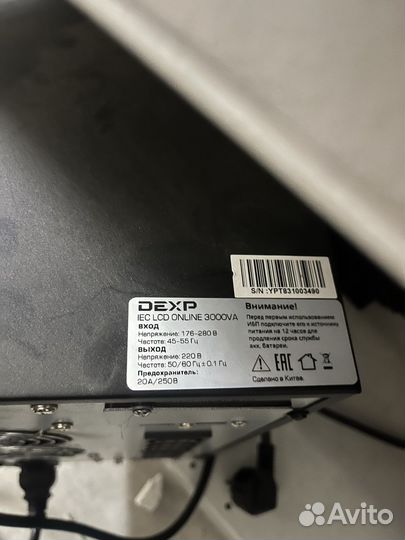 S/N:YPT831003490
DEXP
IEC LCD ONLINE 3000VA
ВХОД
Напряжение: 176-280 В
Частота: 45-55 Гц
ВЫХОД
Напряжение: 220 В
Частота: 50/60 Гц ± 0.1 Гц
Предохранитель:
20A/250В
Внимание!
Перед первым использованием
ИБП подключите его к источнику
питания на 12 часов для
продления срока службы
акк. батареи.
EAC
Сделано в Китае.
Avito